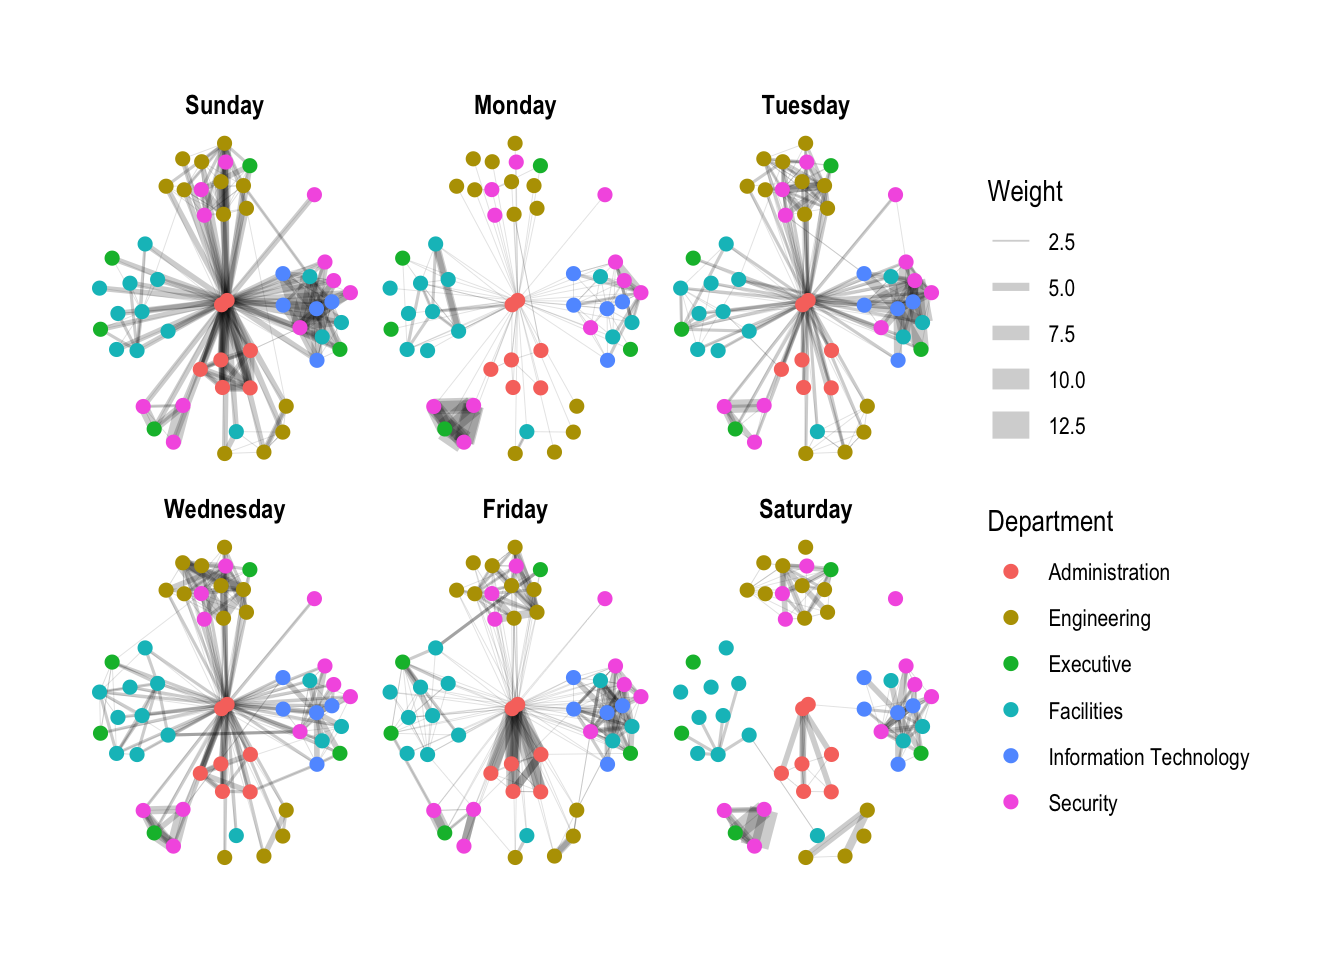 Sunday
Monday
Tuesday
Wednesday
Friday
Saturday
Weight
2.5
5.0
7.5
10.0
12.5
Department
Administration
Engineering
Executive
Facilities
Information Technology
Security